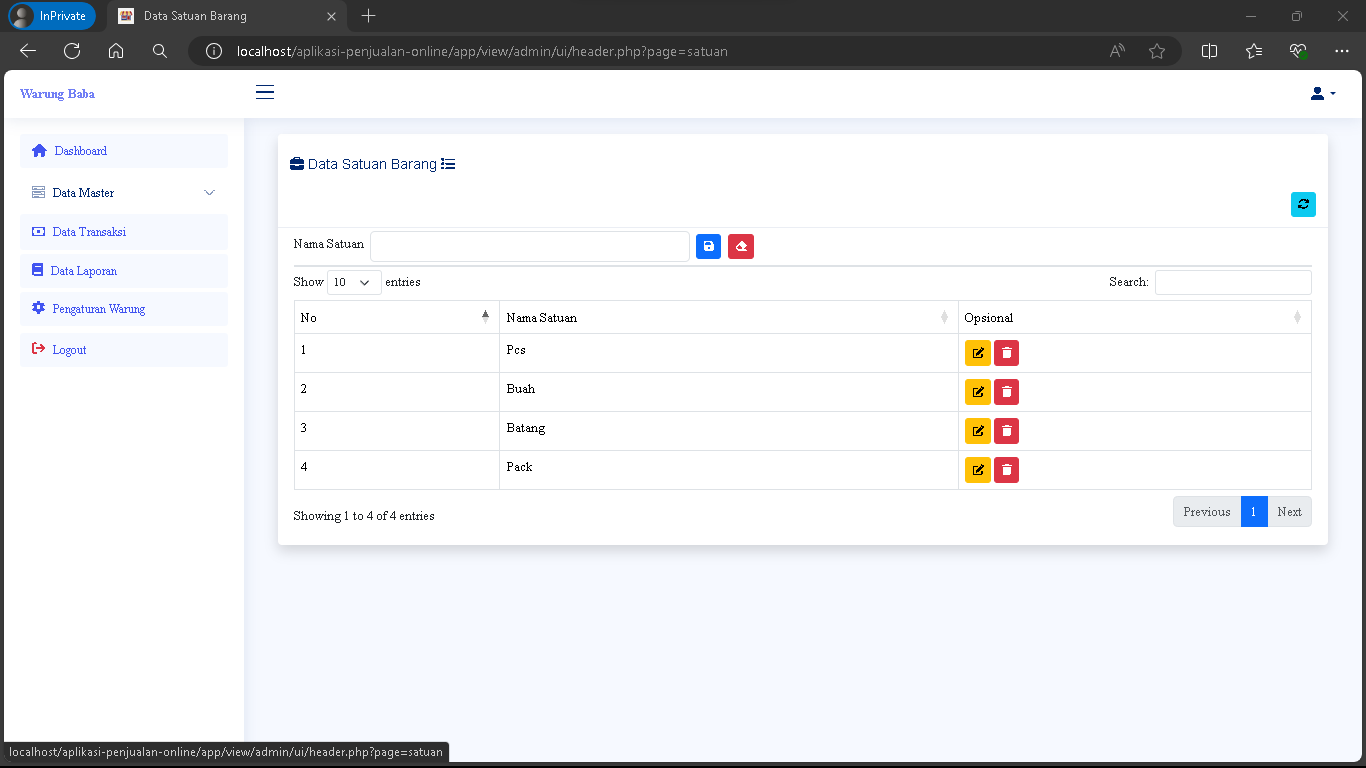 InPrivate
Data Satuan Barang
localhost/aplikasi-penjualan-online/app/view/admin/ui/header.php?page=satuan
Warung Baba
Dashboard
Data Master
Data Transaksi
Data Laporan
Pengaturan Warung
Logout
Data Satuan Barang
Nama Satuan
Show 10 entries
Search:
No Nama Satuan Opsional
1 Pcs
2 Buah
3 Batang
4 Pack
Showing 1 to 4 of 4 entries
Previous 1 Next
localhost/aplikasi-penjualan-online/app/view/admin/ui/header.php?page=satuan